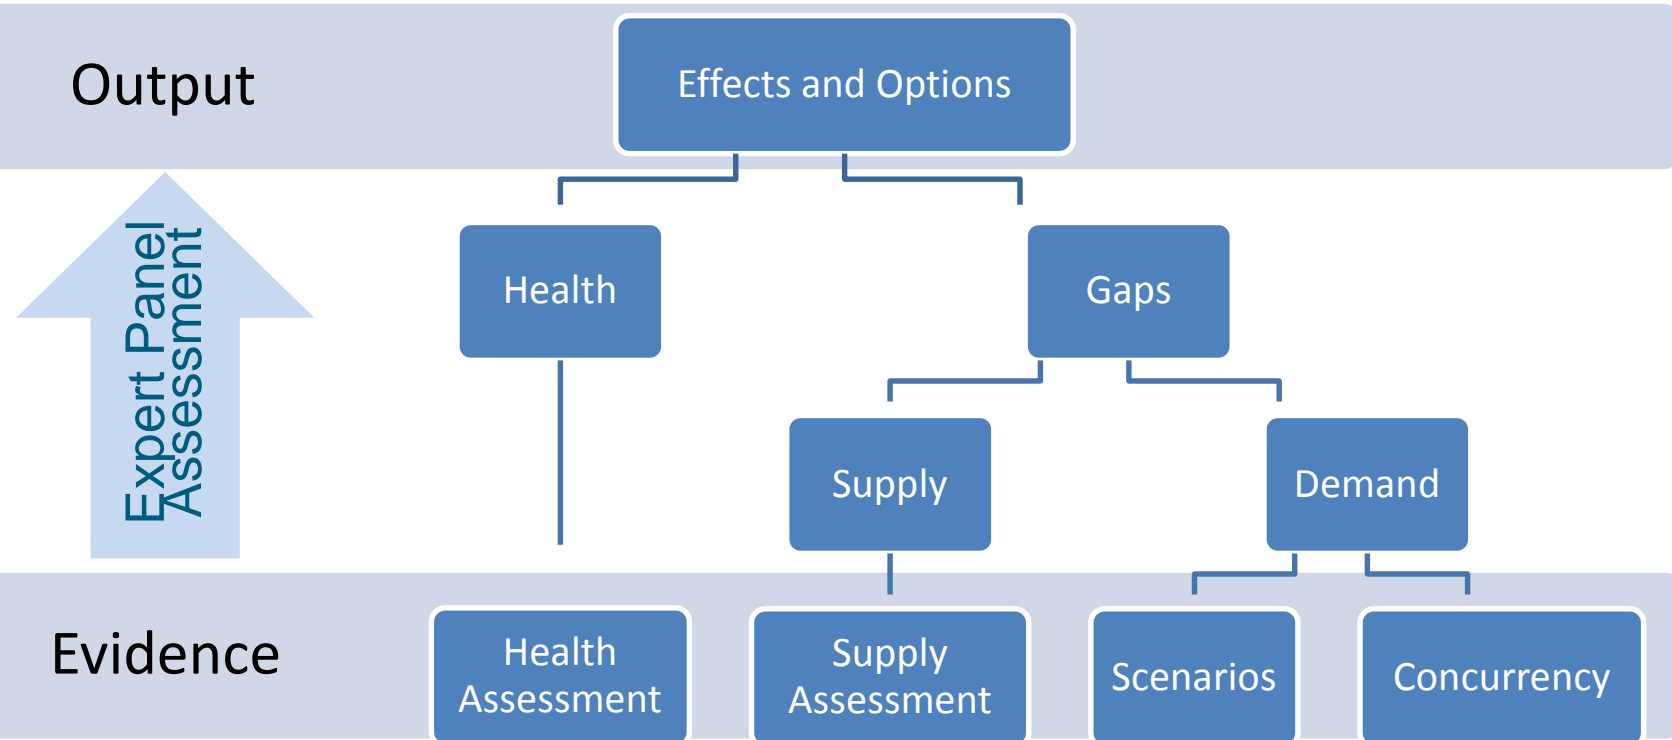 Output
Effects and Options
Expert Panel
Assessment
Health
Gaps
Supply
Demand
Evidence
Health
Assessment
Supply
Assessment
Scenarios
Concurrency